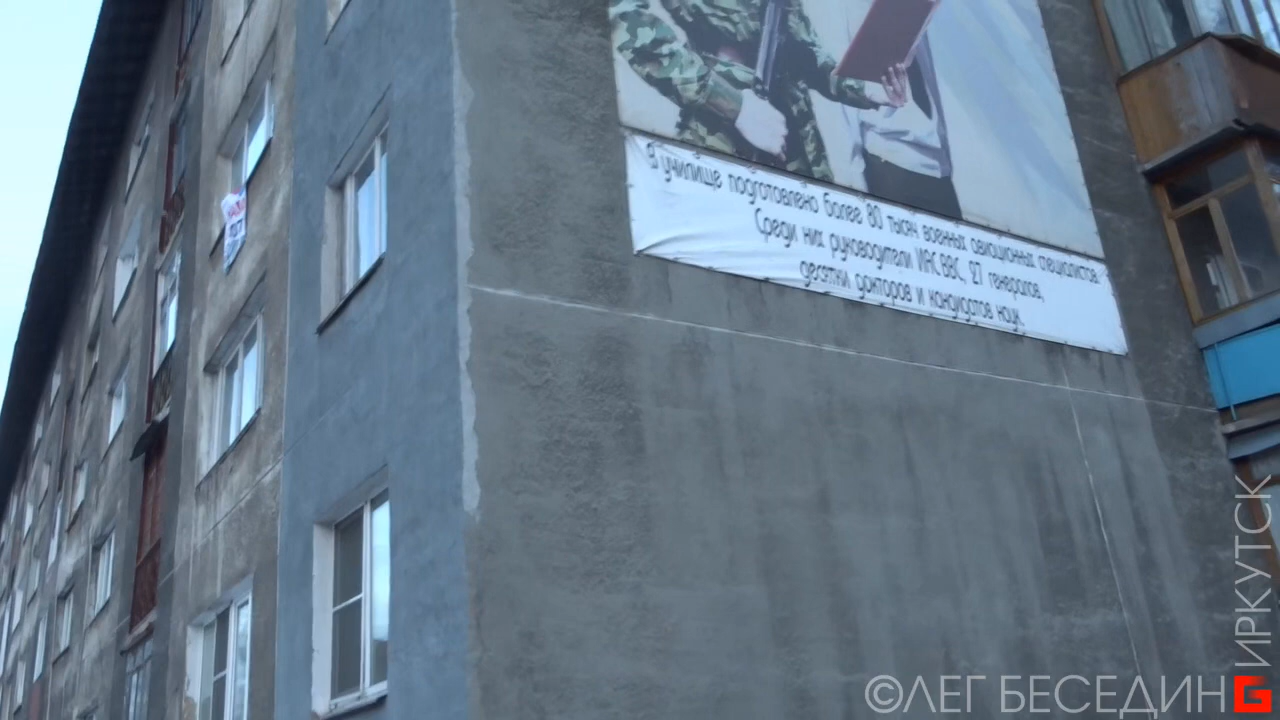 В училище подготовлено более 80 тысяч военных авиационных специалистов.
Среди них руководители ИАС ВВС, 27 генералов,
десятки докторов и кандидатов наук.
©ЛЕГ БЕСЕДИН
ИРКУТСК